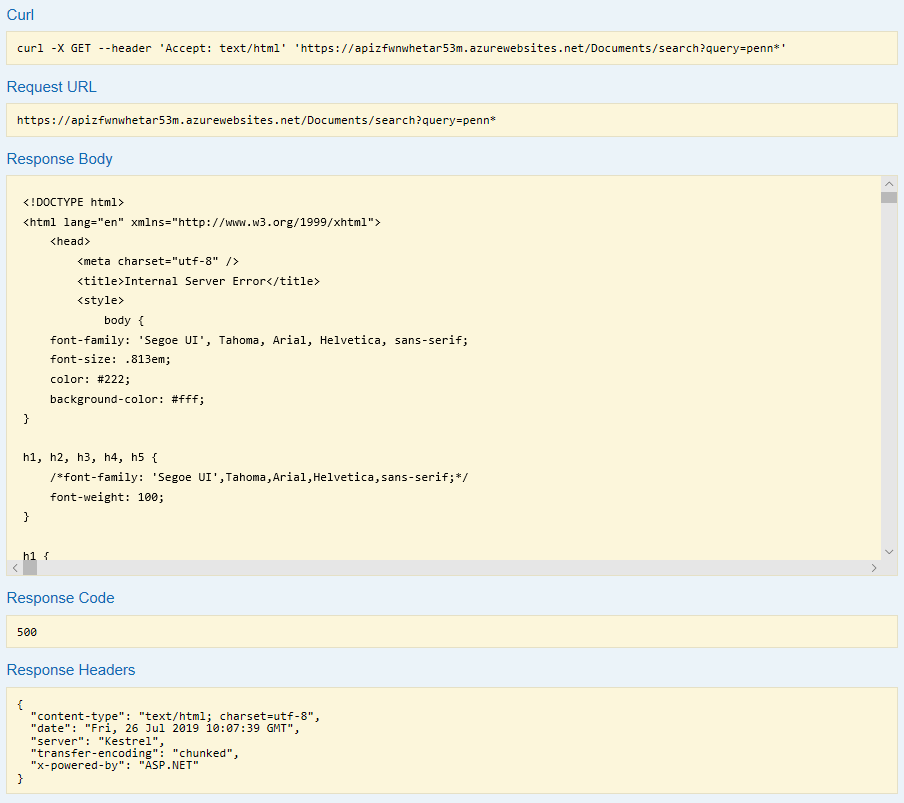 Curl
curl -X GET --header 'Accept: text/html' 'https://apizfwnwhetar53m.azurewebsites.net/Documents/search?query=penn*'
Request URL
https://apizfwnwhetar53m.azurewebsites.net/Documents/search?query=penn*
Response Body
<!DOCTYPE html>
<html lang="en" xmlns="http://www.w3.org/1999/xhtml">
    <head>
        <meta charset="utf-8" />
        <title>Internal Server Error</title>
        <style>
            body {
    font-family: 'Segoe UI', Tahoma, Arial, Helvetica, sans-serif;
    font-size: .813em;
    color: #222;
    background-color: #fff;
}
h1, h2, h3, h4, h5 {
    /*font-family: 'Segoe UI',Tahoma,Arial,Helvetica,sans-serif;*/
    font-weight: 100;
}
h1 {
Response Code
500
Response Headers
{
  "content-type": "text/html; charset=utf-8",
  "date": "Fri, 26 Jul 2019 10:07:39 GMT",
  "server": "Kestrel",
  "transfer-encoding": "chunked",
  "x-powered-by": "ASP.NET"
}